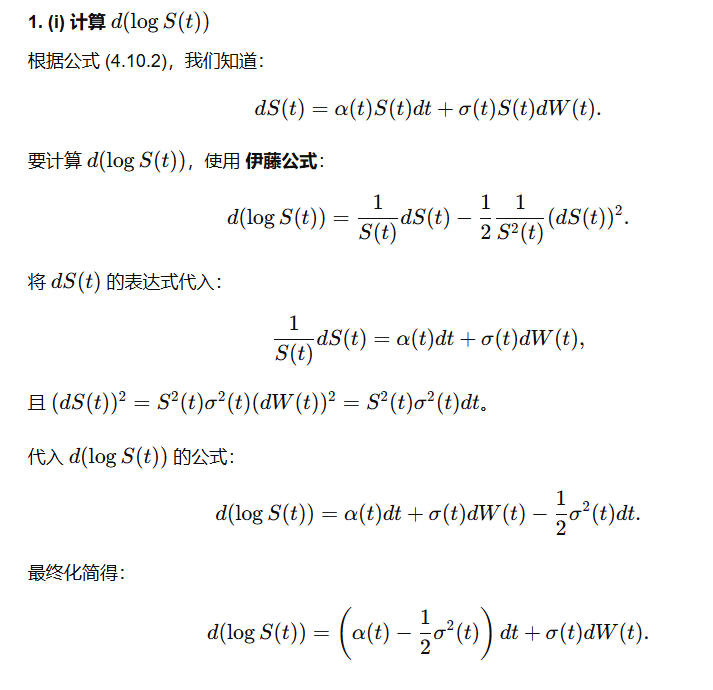 1. (i) 计算 $d(\log S(t))$
根据公式 (4.10.2)，我们知道：
$dS(t) = \alpha(t)S(t)dt + \sigma(t)S(t)dW(t).$
要计算 $d(\log S(t))$，使用 伊藤公式：
$d(\log S(t)) = \frac{1}{S(t)}dS(t) - \frac{1}{2}\frac{1}{S^2(t)}(dS(t))^2.$
将 $dS(t)$ 的表达式代入：
$\frac{1}{S(t)}dS(t) = \alpha(t)dt + \sigma(t)dW(t),$
且 $(dS(t))^2 = S^2(t)\sigma^2(t)(dW(t))^2 = S^2(t)\sigma^2(t)dt$。
代入 $d(\log S(t))$ 的公式：
$d(\log S(t)) = \alpha(t)dt + \sigma(t)dW(t) - \frac{1}{2}\sigma^2(t)dt.$
最终化简得：
$d(\log S(t)) = \left(\alpha(t) - \frac{1}{2}\sigma^2(t)\right)dt + \sigma(t)dW(t).$